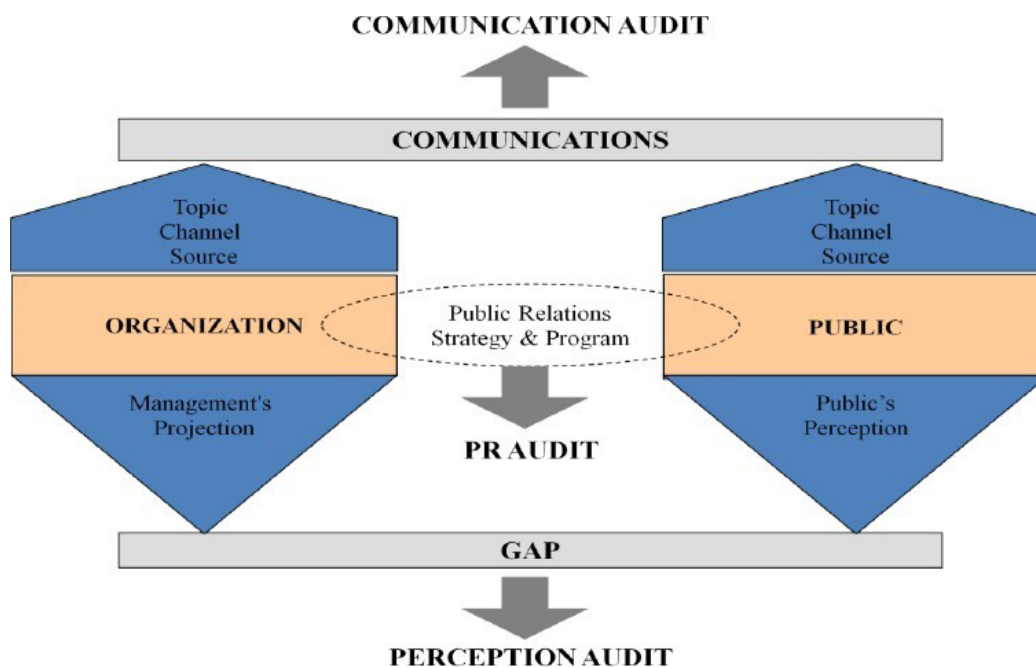 COMMUNICATION AUDIT
COMMUNICATIONS
Topic
Channel
Source
Topic
Channel
Source
ORGANIZATION
Public Relations
Strategy & Program
PUBLIC
Management's
Projection
Public’s
Perception
PR AUDIT
GAP
PERCEPTION AUDIT